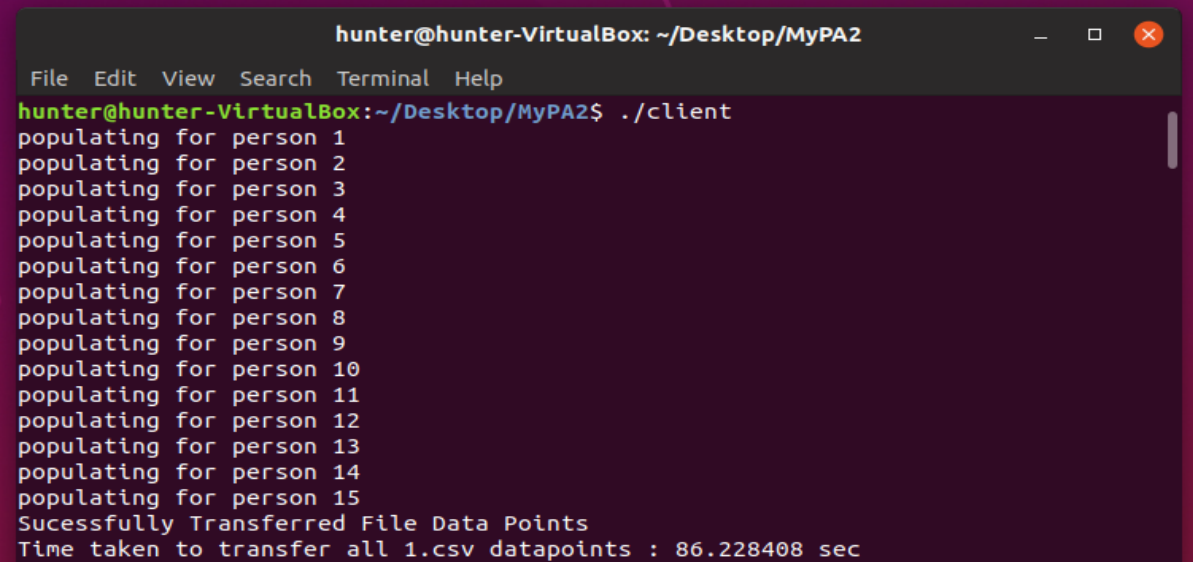 hunter@hunter-VirtualBox: ~/Desktop/MyPA2
File Edit View Search Terminal Help
hunter@hunter-VirtualBox:~/Desktop/MyPA2$ ./client
populating for person 1
populating for person 2
populating for person 3
populating for person 4
populating for person 5
populating for person 6
populating for person 7
populating for person 8
populating for person 9
populating for person 10
populating for person 11
populating for person 12
populating for person 13
populating for person 14
populating for person 15
Sucessfully Transferred File Data Points
Time taken to transfer all 1.csv datapoints : 86.228408 sec